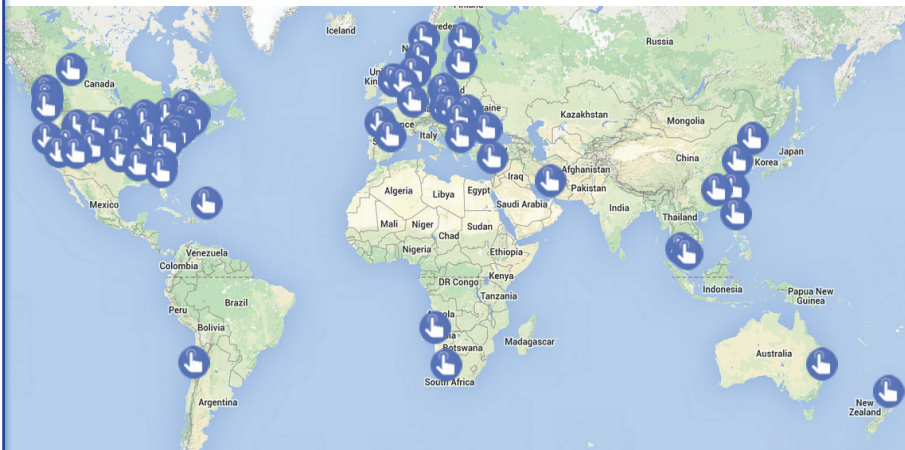 Iceland
Russia
Canada
Kazakhstan
Mongolia
Italy
Japan
China
Korea
Afghanistan
Iraq
Pakistan
Algeria
Libya
Egypt
Saudi Arabia
India
Mexico
Thailand
Mali
Niger
Chad
Sudan
Nigeria
Ethiopia
Venezuela
Colombia
Kenya
DR Congo
Indonesia
Papua New
Guinea
Tanzania
Peru
Brazil
Bolivia
Madagascar
Botswana
Australia
South Africa
Argentina
New
Zealand